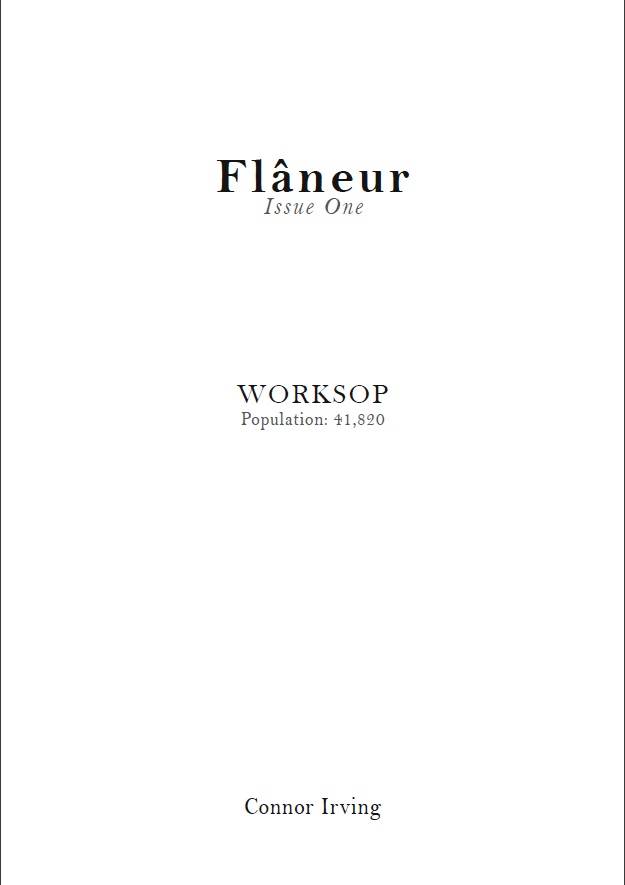 Flâneur
Issue One
WORKSOP
Population: 41,820
Connor Irving